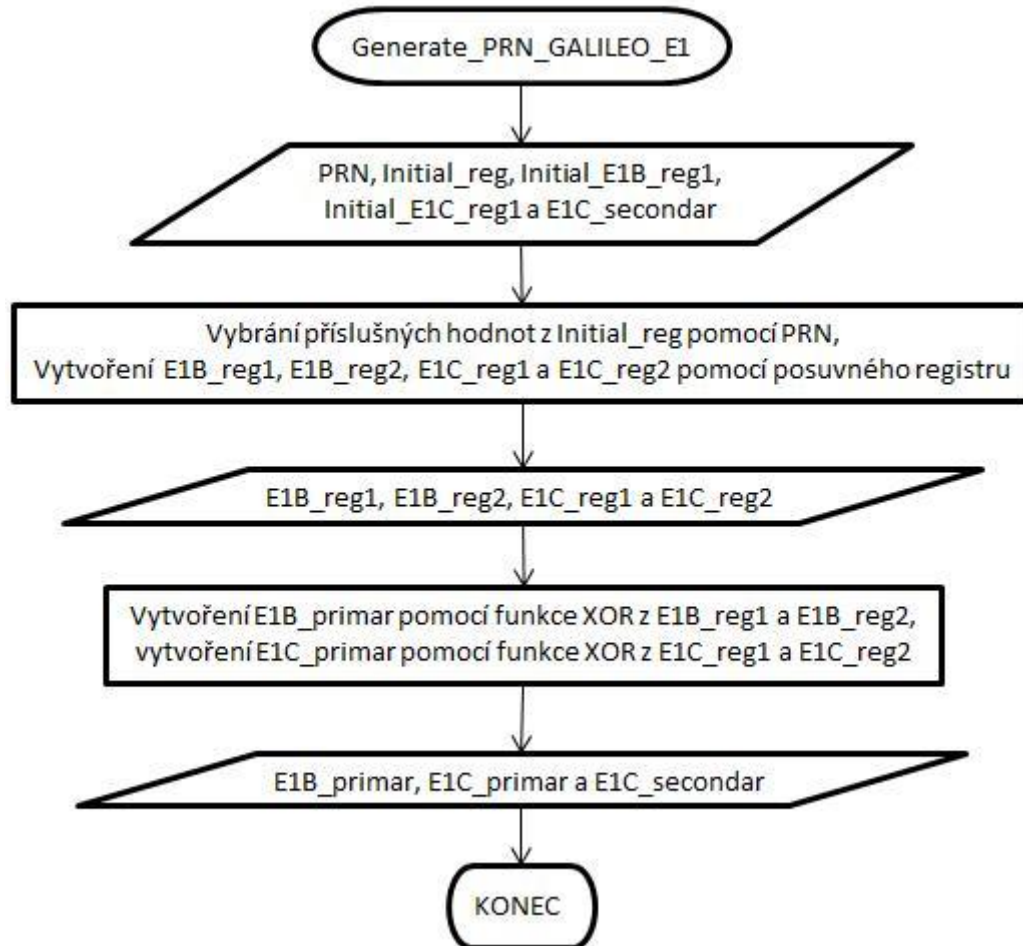 Generate_PRN_GALILEO_E1
PRN, Initial_reg, Initial_E1B_reg1,
Initial_E1C_reg1 a E1C_secondar
Vybrání příslušných hodnot z Initial_reg pomocí PRN,
Vytvoření E1B_reg1, E1B_reg2, E1C_reg1 a E1C_reg2 pomocí posuvného registru
E1B_reg1, E1B_reg2, E1C_reg1 a E1C_reg2
Vytvoření E1B_primar pomocí funkce XOR z E1B_reg1 a E1B_reg2,
vytvoření E1C_primar pomocí funkce XOR z E1C_reg1 a E1C_reg2
E1B_primar, E1C_primar a E1C_secondar
KONEC